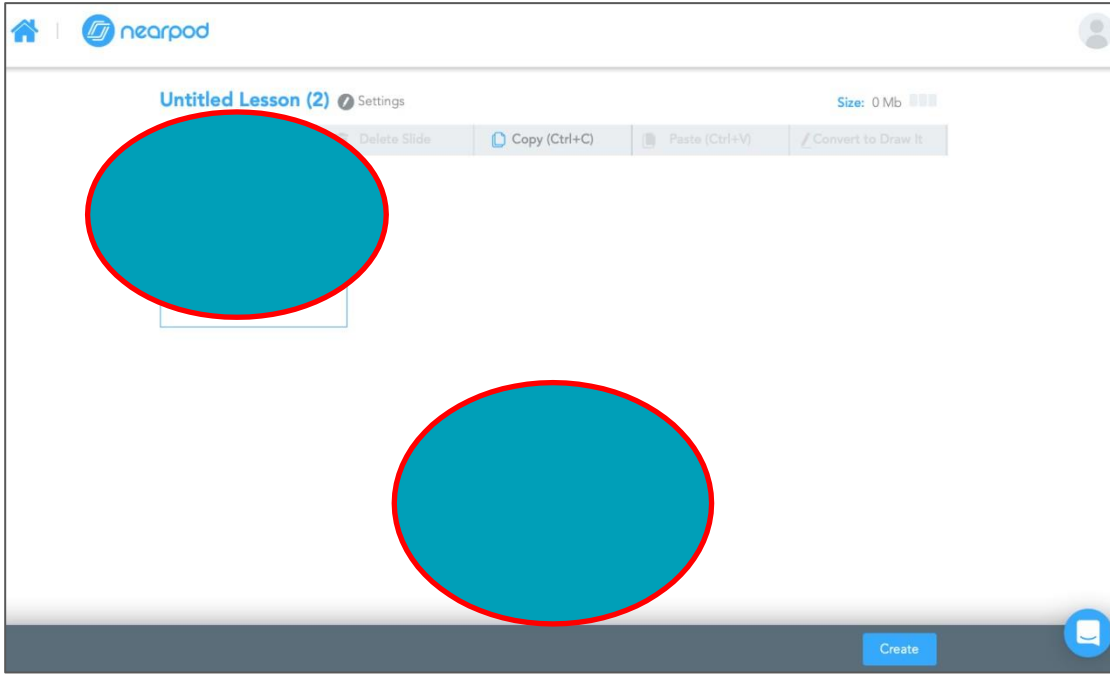 nearpod
Untitled Lesson (2) Settings Size: 0 Mb
Delete Slide Copy (Ctrl+C) Paste (Ctrl+V) Convert to Draw It
Create